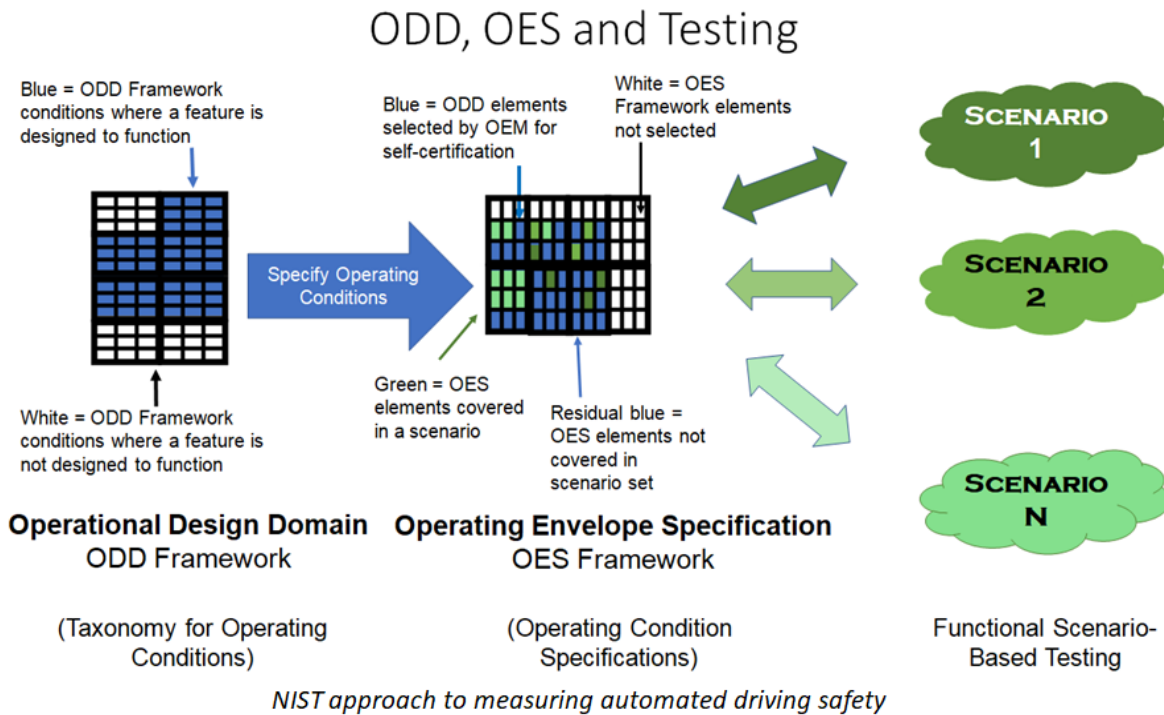 ODD, OES and Testing
Blue = ODD Framework
conditions where a feature is
designed to function
Blue = ODD elements
selected by OEM for
self-certification
White = OES
Framework elements
not selected
SCENARIO
1
Specify Operating
Conditions
SCENARIO
2
White = ODD Framework
conditions where a feature is
not designed to function
Green = OES
elements covered
in a scenario
Residual blue =
OES elements not
covered in
scenario set
SCENARIO
N
Operational Design Domain
ODD Framework
Operating Envelope Specification
OES Framework
(Taxonomy for Operating
Conditions)
(Operating Condition
Specifications)
Functional Scenario-
Based Testing
NIST approach to measuring automated driving safety